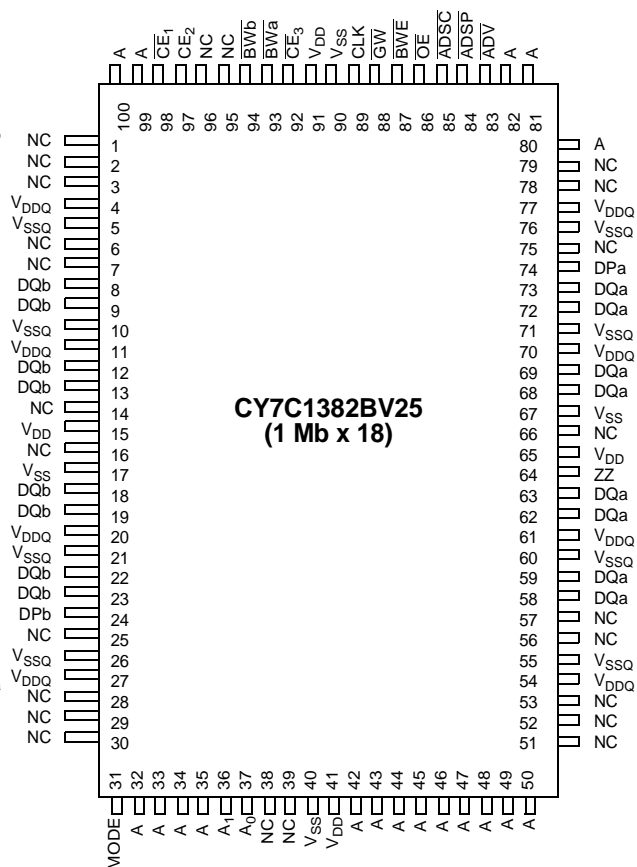 A A CE1 CE2 NC NC BWb BWa CE3 VDD VSS CLK GW BWE OE ADSC ADSP ADV A A
100 99 98 97 96 95 94 93 92 91 90 89 88 87 86 85 84 83 82 81
NC 1 80 A
NC 2 79 NC
NC 3 78 NC
VDDQ 4 77 VDDQ
VSSQ 5 76 VSSQ
NC 6 75 NC
NC 7 74 DPa
DQb 8 73 DQa
DQb 9 72 DQa
VSSQ 10 71 VSSQ
VDDQ 11 70 VDDQ
DQb 12 69 DQa
DQb 13 68 DQa
NC 14 67 VSS
VDD 15 66 NC
NC 16 65 VDD
VSS 17 64 ZZ
DQb 18 63 DQa
DQb 19 62 DQa
VDDQ 20 61 VDDQ
VSSQ 21 60 VSSQ
DQb 22 59 DQa
DQb 23 58 DQa
DPb 24 57 NC
NC 25 56 NC
VSSQ 26 55 VSSQ
VDDQ 27 54 VDDQ
NC 28 53 NC
NC 29 52 NC
NC 30 51 NC
CY7C1382BV25
(1 Mb x 18)
31 32 33 34 35 36 37 38 39 40 41 42 43 44 45 46 47 48 49 50
MODE A A A A A1 A0 NC NC VSS VDD A A A A A A A A A